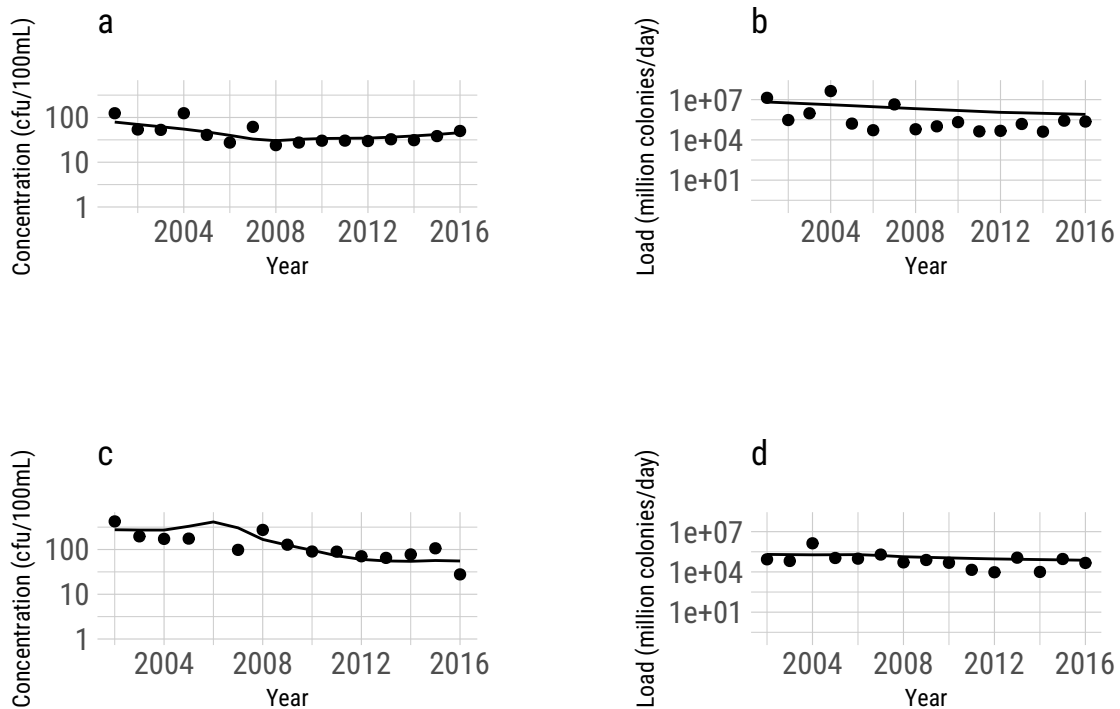 a
Concentration (cfu/100mL)
100
10
1
2004 2008 2012 2016
Year
b
Load (million colonies/day)
1e+07
1e+04
1e+01
2004 2008 2012 2016
Year
c
Concentration (cfu/100mL)
100
10
1
2004 2008 2012 2016
Year
d
Load (million colonies/day)
1e+07
1e+04
1e+01
2004 2008 2012 2016
Year